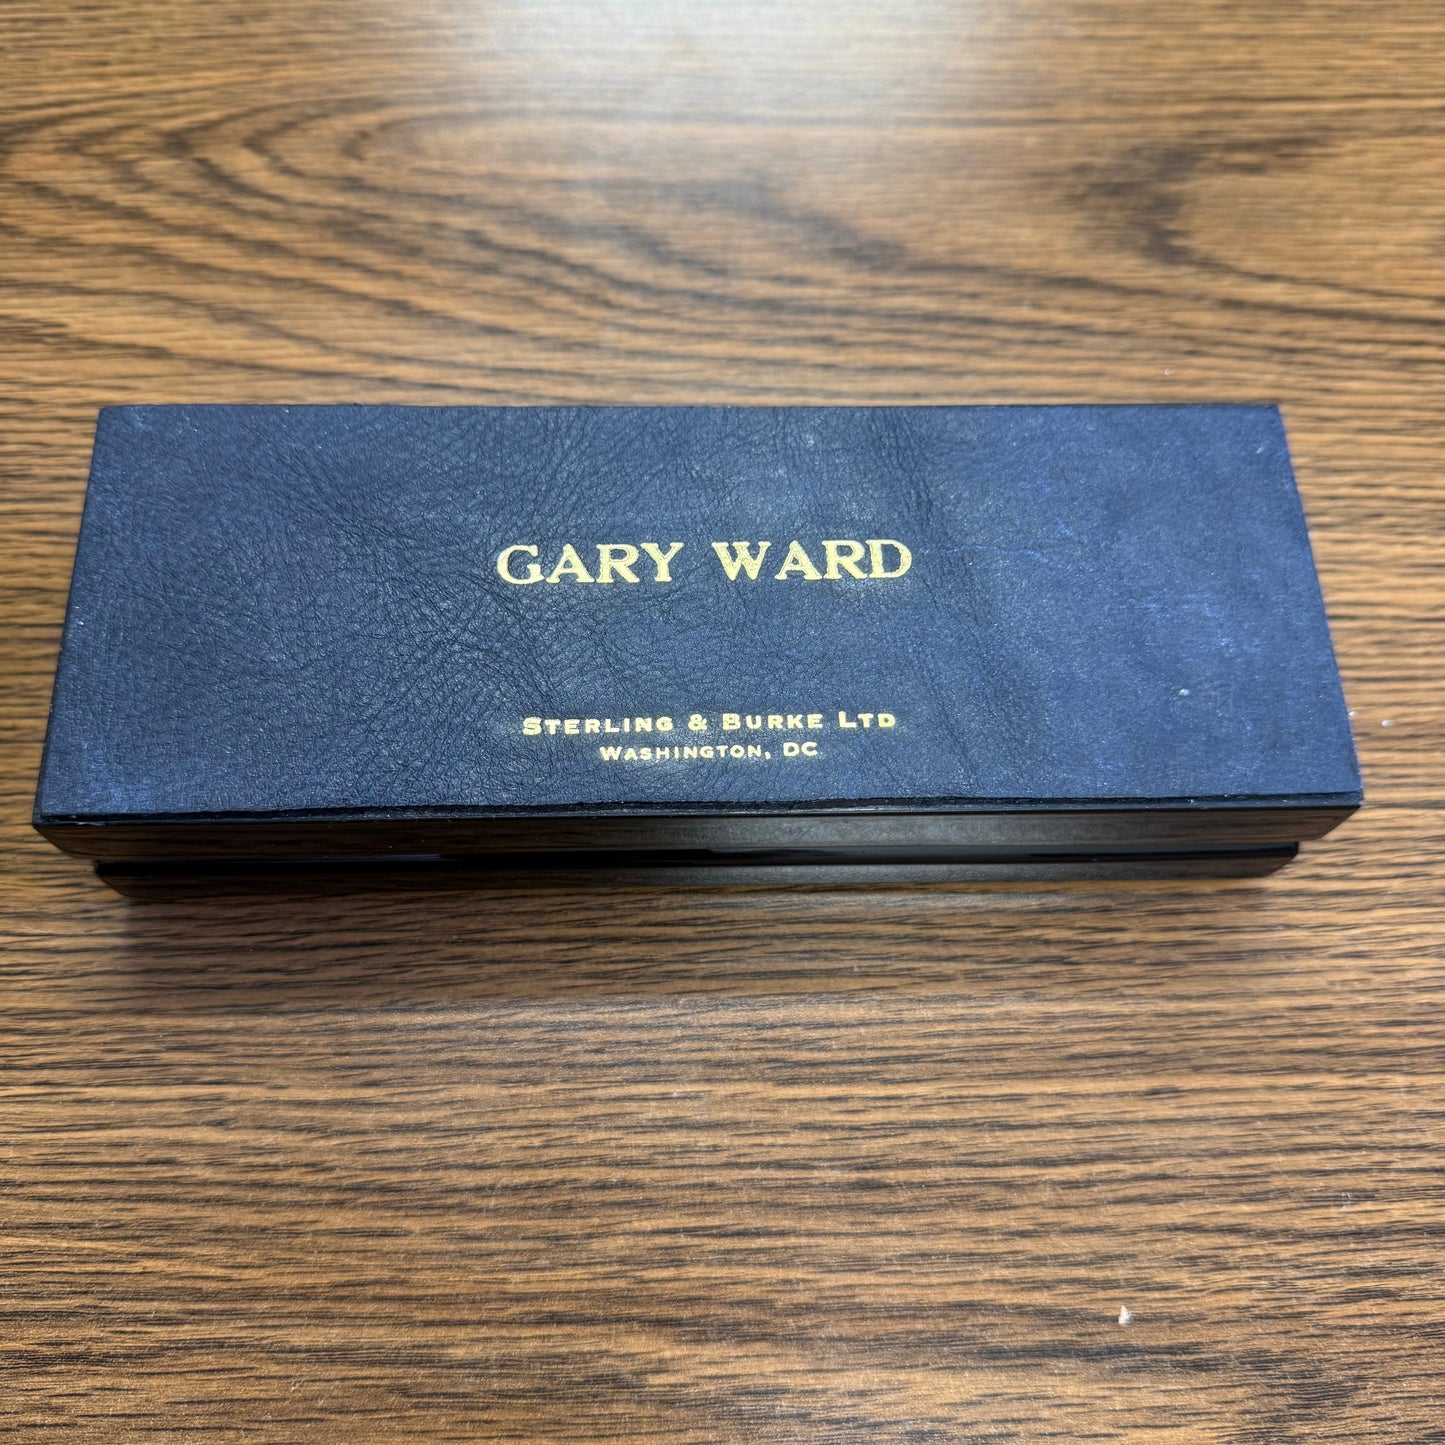 GARY WARD
STERLING & BURKE LTD
WASHINGTON, DC